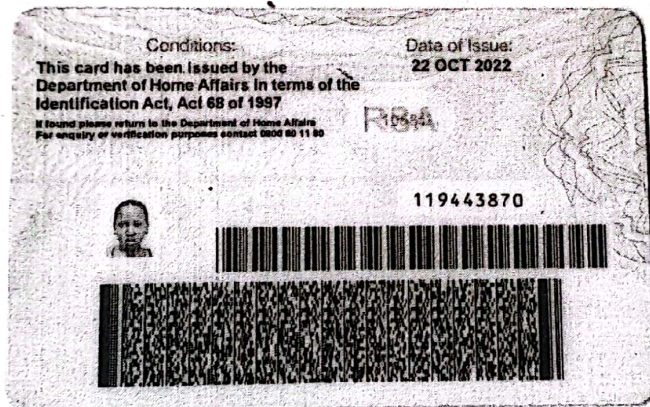 Conditions:
This card has been issued by the
Department of Home Affairs in terms of the
Identification Act, Act 68 of 1997
If found please return to the Department of Home Affairs
For enquiry or verification purposes contact 0800 60 11 90
Date of Issue:
22 OCT 2022
RSA
119443870